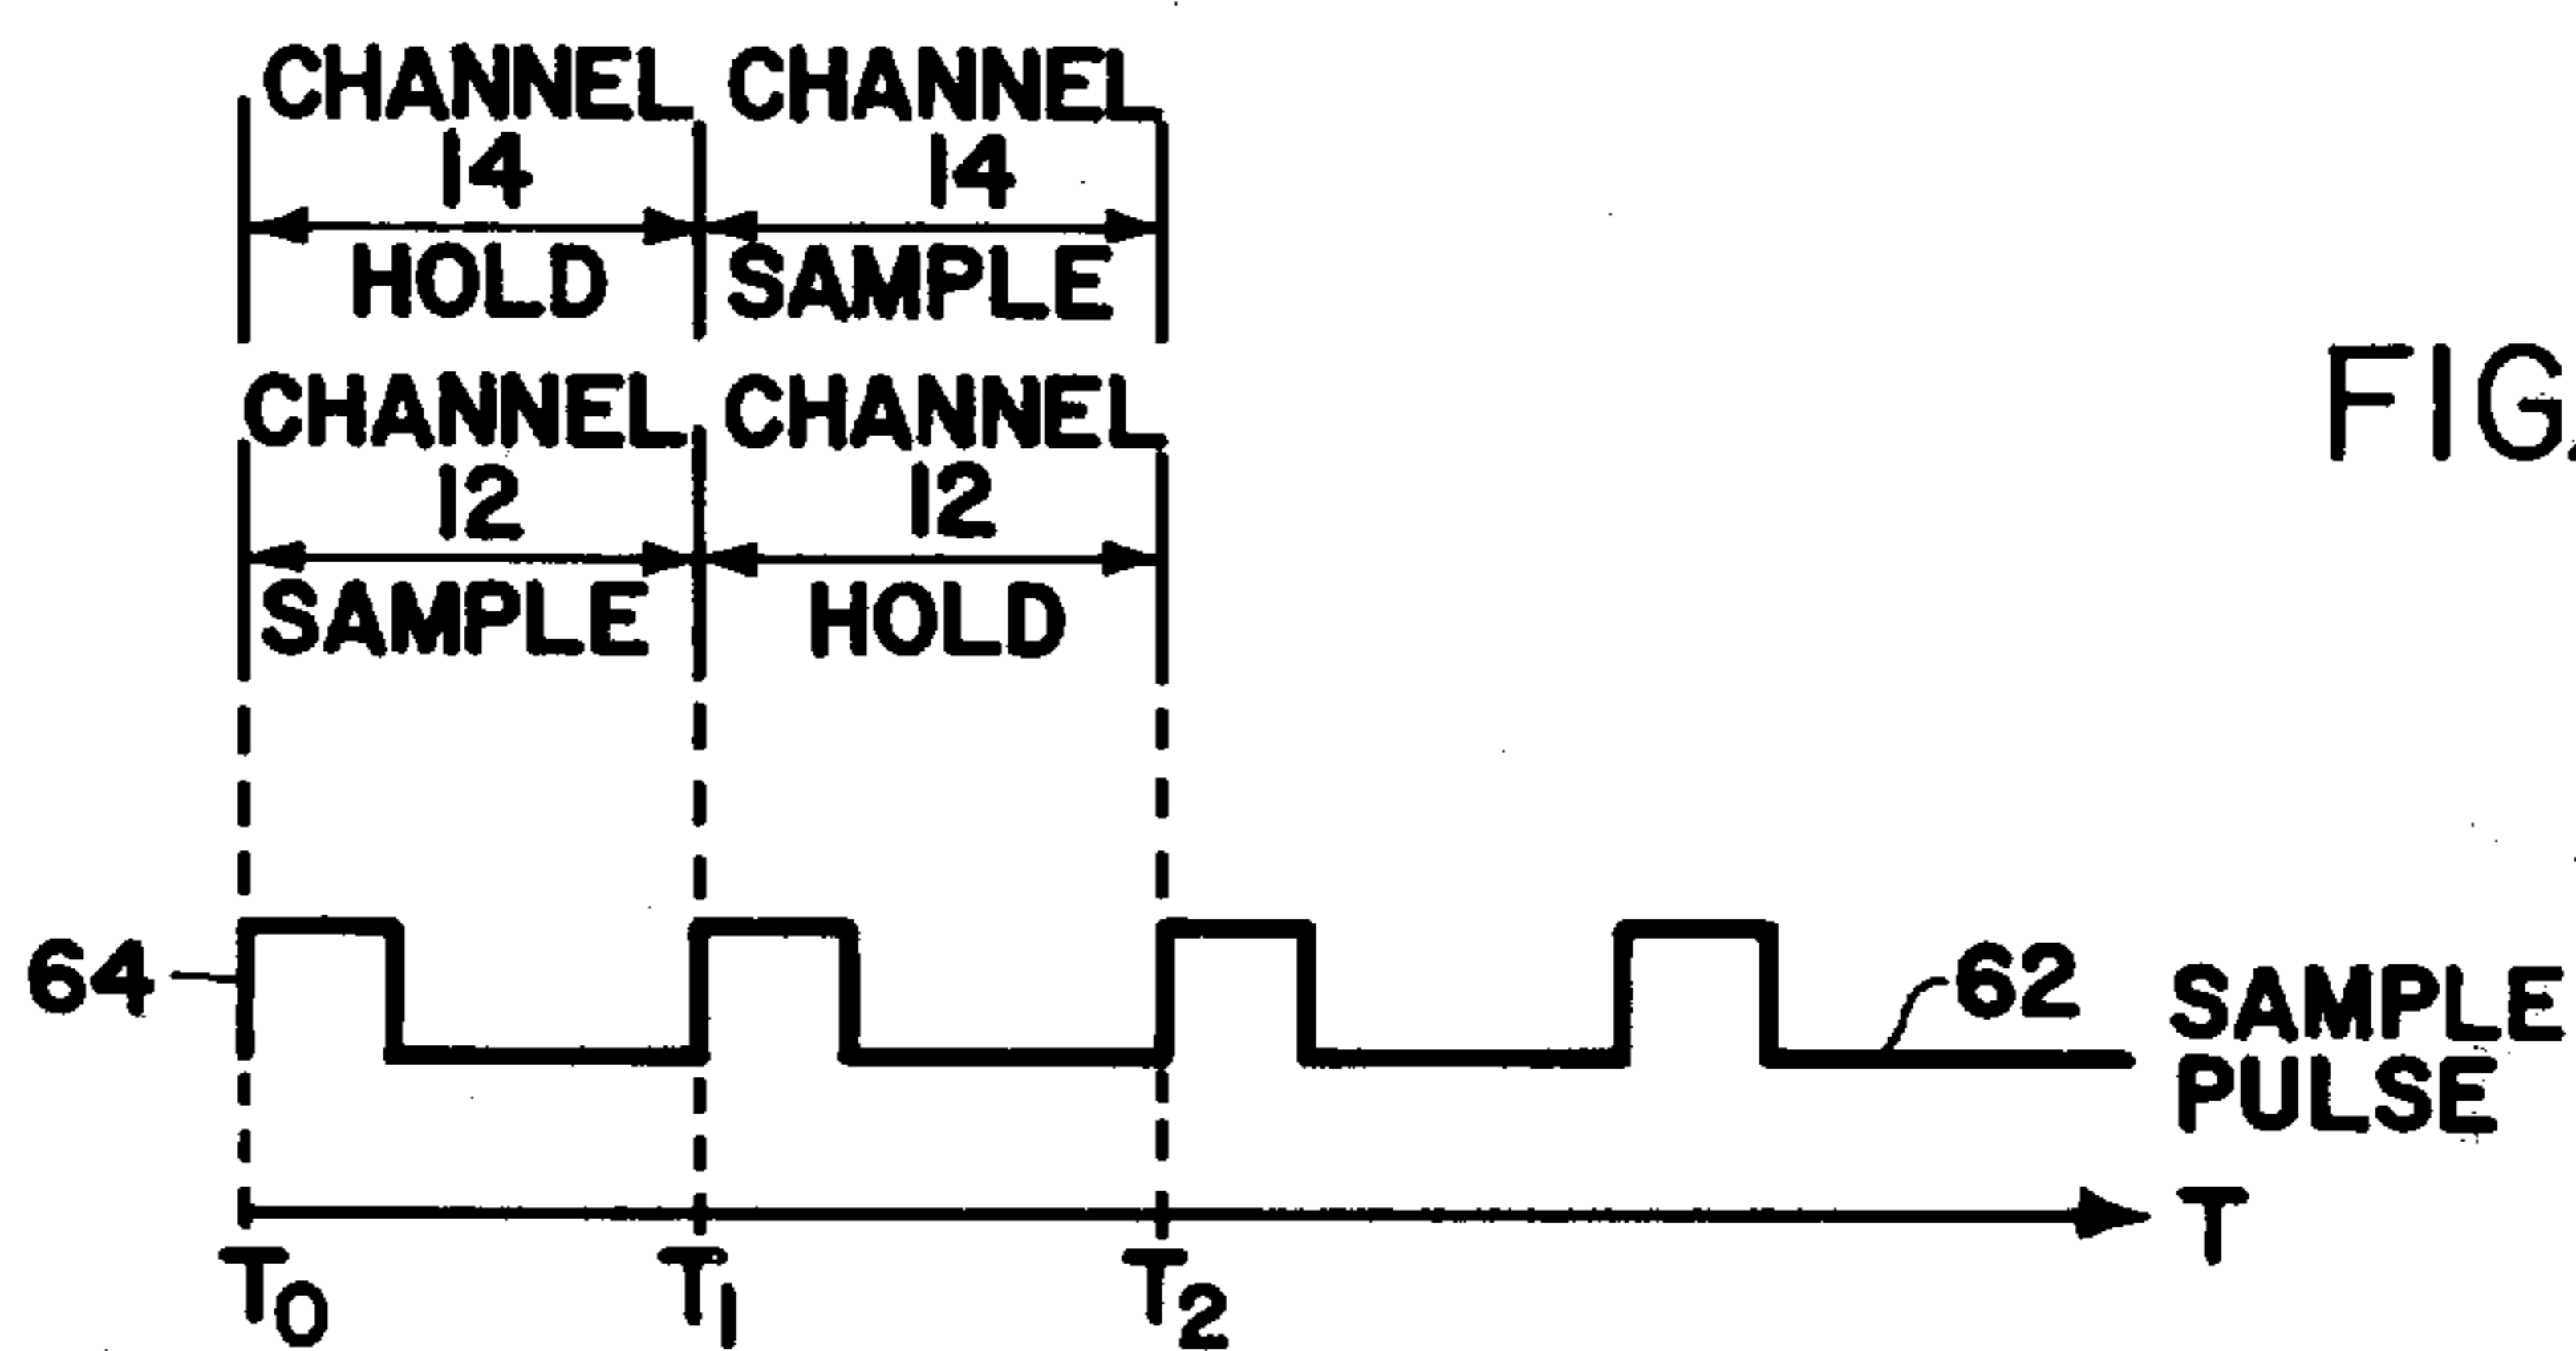 CHANNEL CHANNEL
14 14
HOLD SAMPLE
FIG.
CHANNEL CHANNEL
12 12
SAMPLE HOLD
64
62
SAMPLE
PULSE
T
T0 T1 T2